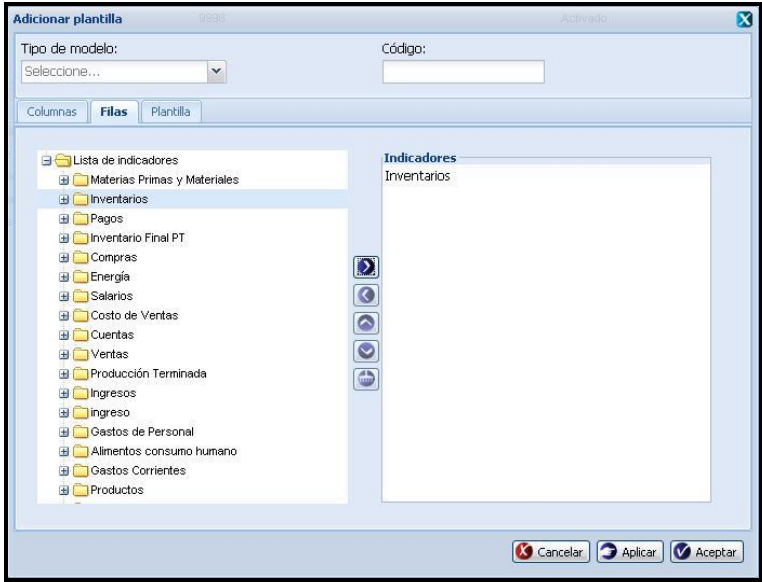 Adicionar plantilla
9996
Activado
Tipo de modelo:
Código:
Seleccione...
Columnas
Filas
Plantilla
Lista de indicadores
Materias Primas y Materiales
Inventarios
Pagos
Inventario Final PT
Compras
Energía
Salarios
Costo de Ventas
Cuentas
Ventas
Producción Terminada
Ingresos
ingreso
Gastos de Personal
Alimentos consumo humano
Gastos Corrientes
Productos
Indicadores
Inventarios
Cancelar
Aplicar
Aceptar